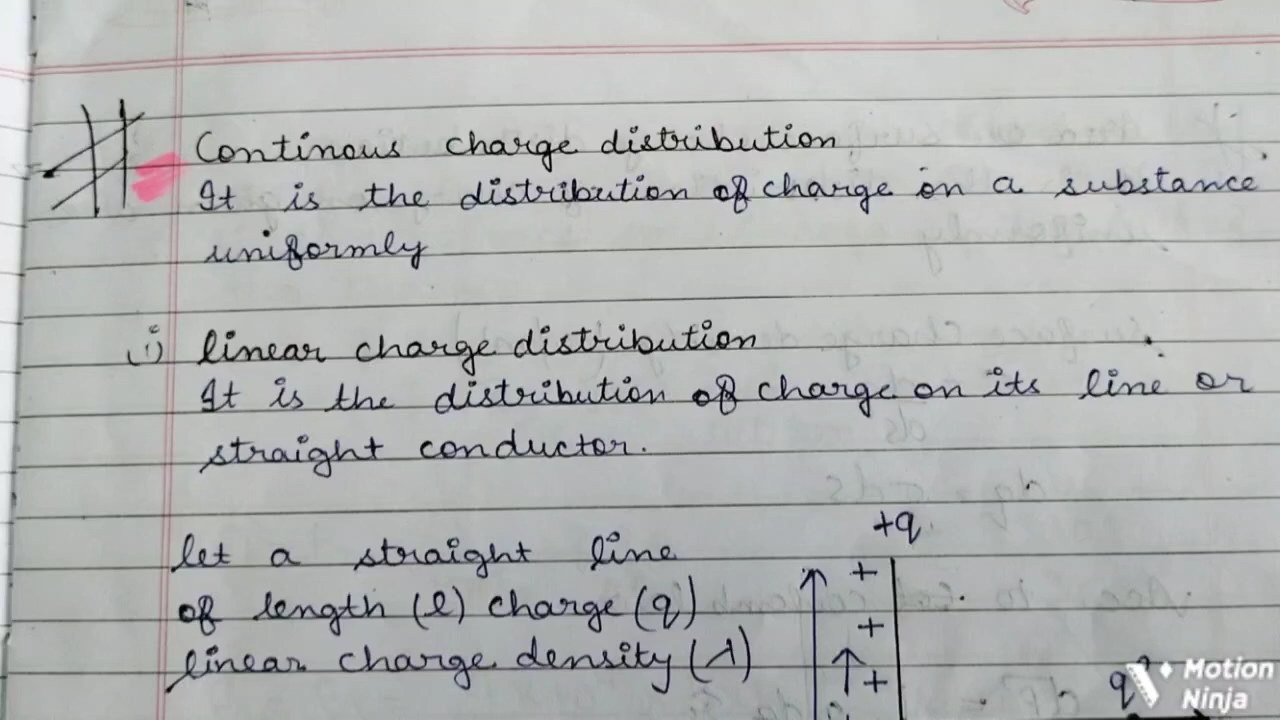 Continous charge distribution
It is the distribution of charge on a substance
uniformly
(i) linear charge distribution
It is the distribution of charge on its line or
straight conductor.
+q
let a straight line
+
of length (l) charge (q)
+
linear charge density (λ)
+
q
Motion
Ninja